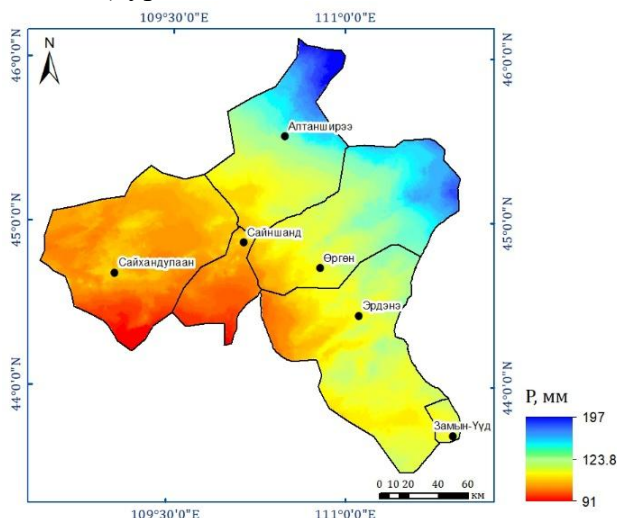 109°30'0"E 111°0'0"E
46°0'0"N 46°0'0"N
N
Алтанширээ
45°0'0"N 45°0'0"N
Сайншанд
Сайхандулаан
Өргөн
Эрдэнэ
44°0'0"N 44°0'0"N
P, мм
197
Замын-Үүд
123.8
0 10 20 40 60
км
91
109°30'0"E 111°0'0"E